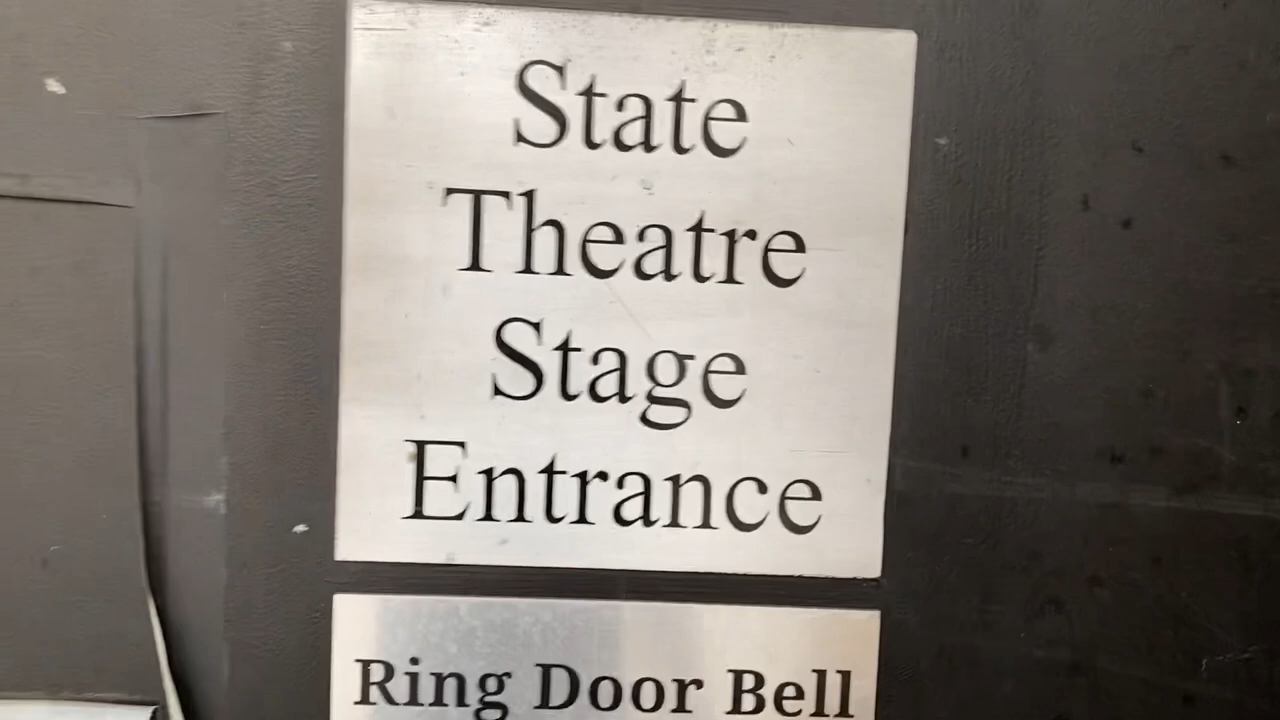 State
Theatre
Stage
Entrance
Ring Door Bell